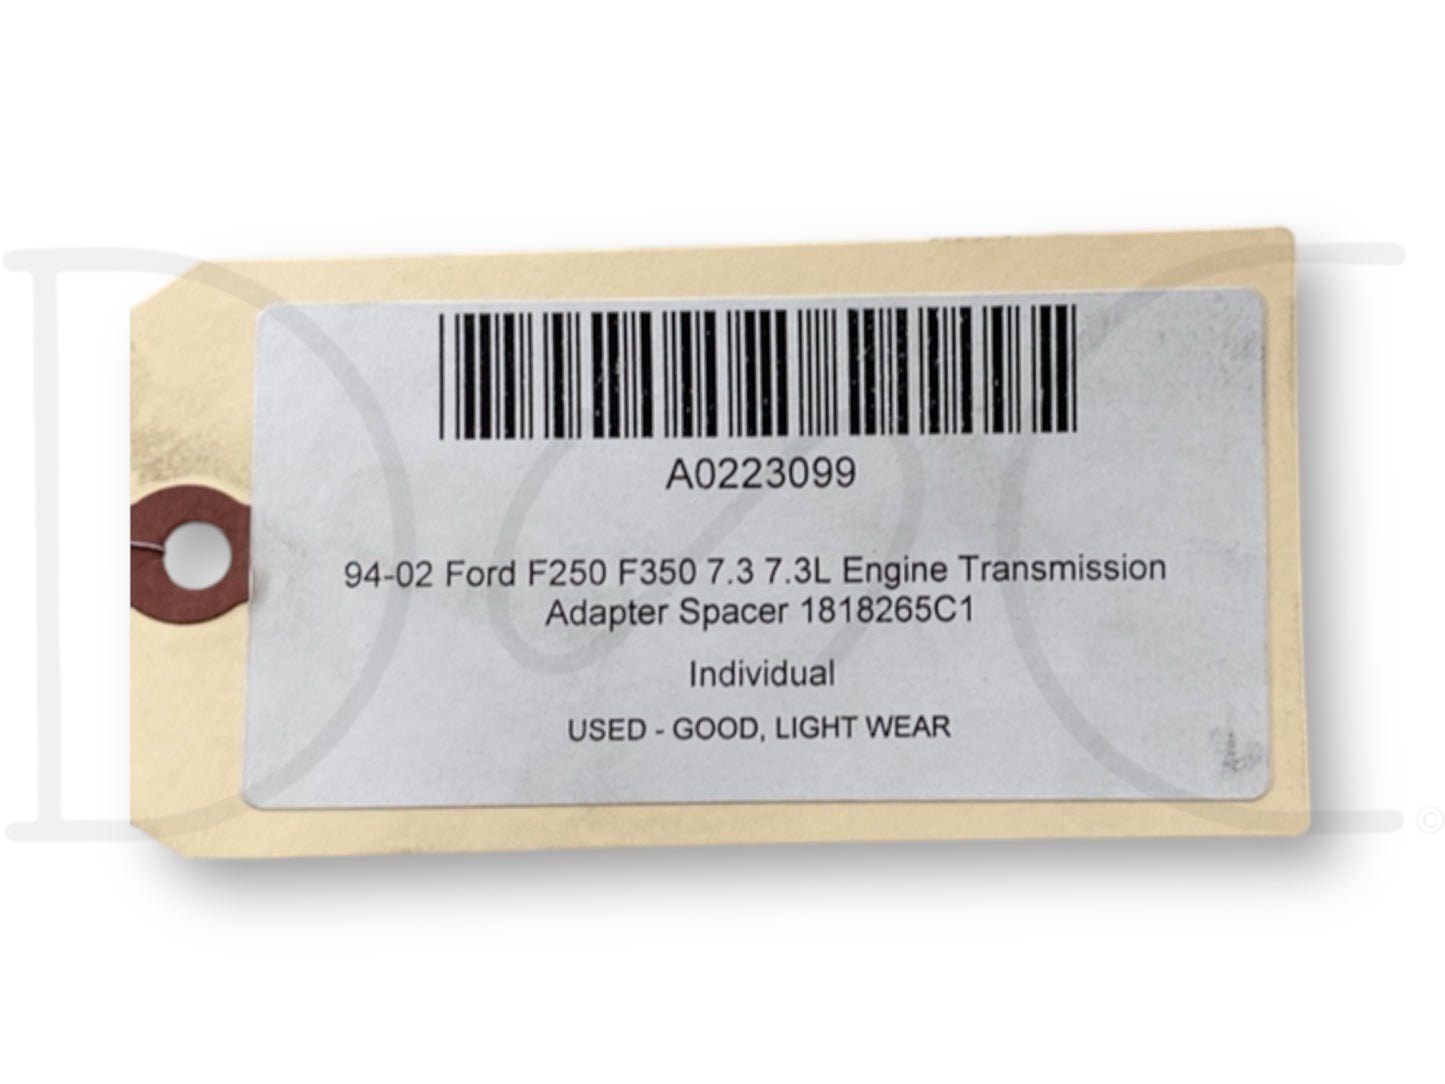 A0223099
94-02 Ford F250 F350 7.3 7.3L Engine Transmission
Adapter Spacer 1818265C1
Individual
USED - GOOD, LIGHT WEAR
©